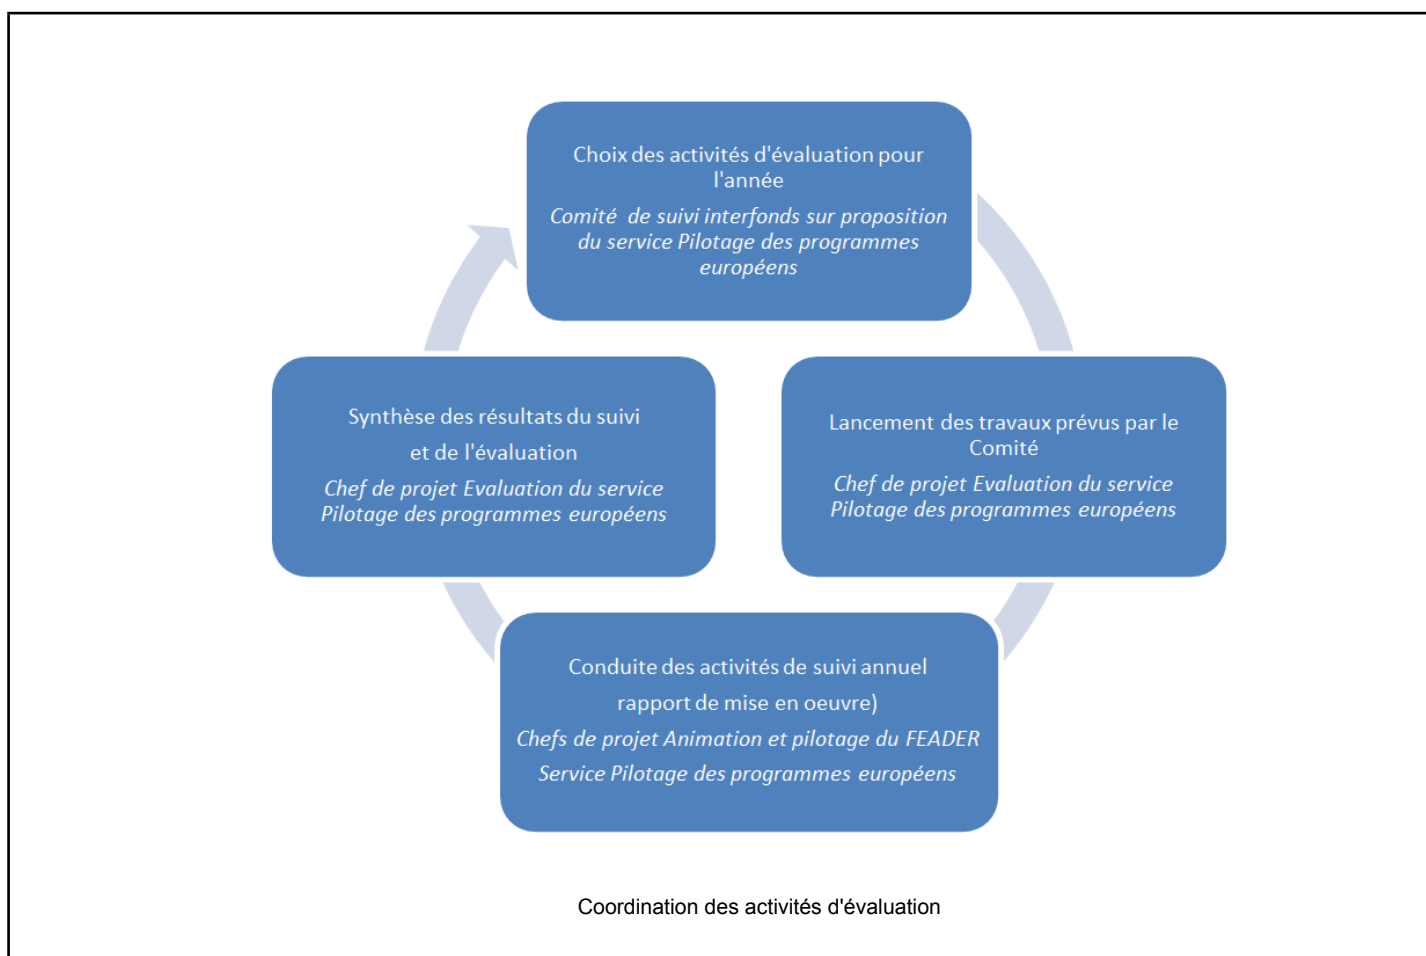 Choix des activités d'évaluation pour
l'année
Comité de suivi interfonds sur proposition
du service Pilotage des programmes
européens
Lancement des travaux prévus par le
Comité
Chef de projet Evaluation du service
Pilotage des programmes européens
Conduite des activités de suivi annuel
rapport de mise en oeuvre)
Chefs de projet Animation et pilotage du FEADER
Service Pilotage des programmes européens
Synthèse des résultats du suivi
et de l'évaluation
Chef de projet Evaluation du service
Pilotage des programmes européens
Coordination des activités d'évaluation